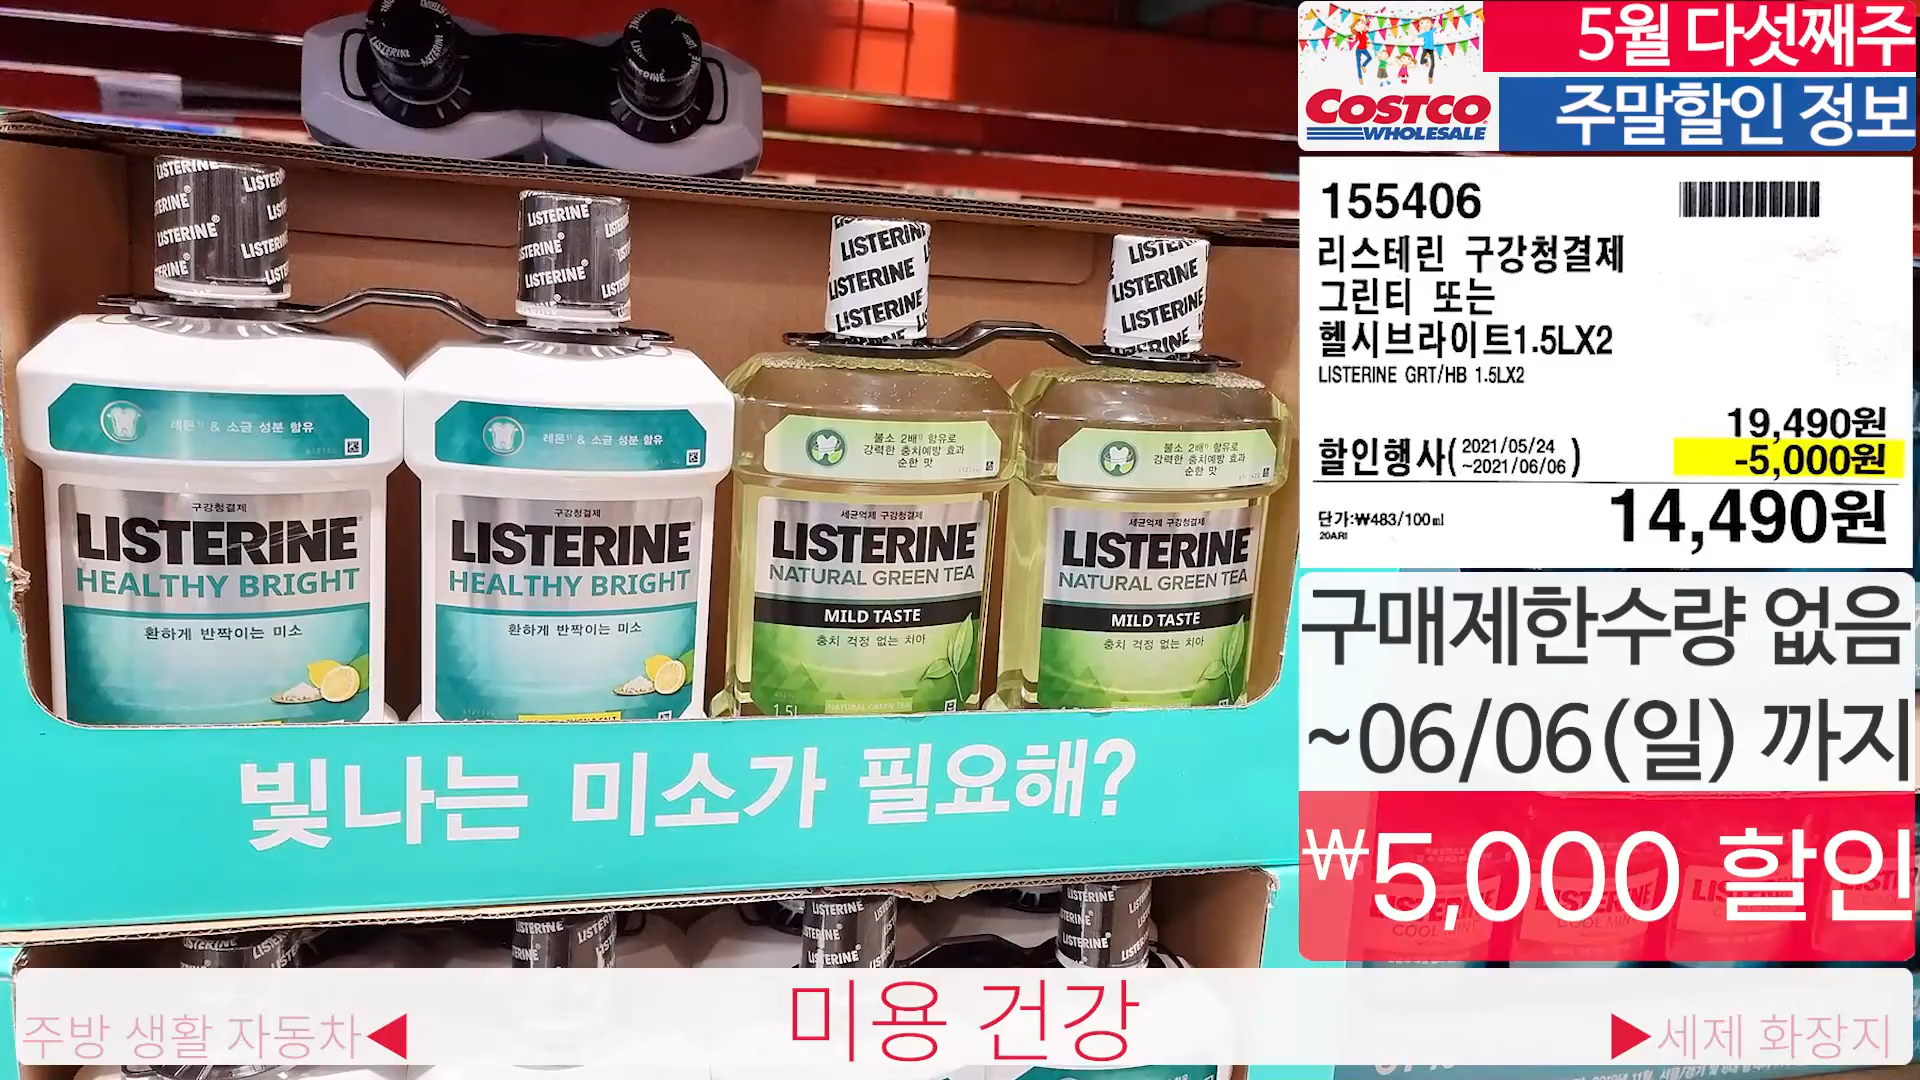 5월 다섯째주
주말할인 정보
COSTCO
WHOLESALE
155406
리스테린 구강청결제
그린티 또는
헬시브라이트1.5LX2
LISTERINE GRT/HB 1.5LX2
19,490원
할인행사( 2021/05/24 ~2021/06/06 )
-5,000원
14,490원
단가:₩483/100㎖
20ARI
구매제한수량 없음
~06/06(일) 까지
₩5,000 할인
LISTERINE
LISTERINE
레몬 & 소금 성분 함유
구강청결제
LISTERINE
HEALTHY BRIGHT
환하게 반짝이는 미소
레몬 & 소금 성분 함유
구강청결제
LISTERINE
HEALTHY BRIGHT
환하게 반짝이는 미소
불소 2배 함유로
강력한 충치예방 효과
순한 맛
세균억제 구강청결제
LISTERINE
NATURAL GREEN TEA
MILD TASTE
충치 걱정 없는 치아
1.5L
NATURAL GREEN TEA
불소 2배 함유로
강력한 충치예방 효과
순한 맛
세균억제 구강청결제
LISTERINE
NATURAL GREEN TEA
MILD TASTE
충치 걱정 없는 치아
빛나는 미소가 필요해?
주방 생활 자동차◀
미용 건강
▶세제 화장지